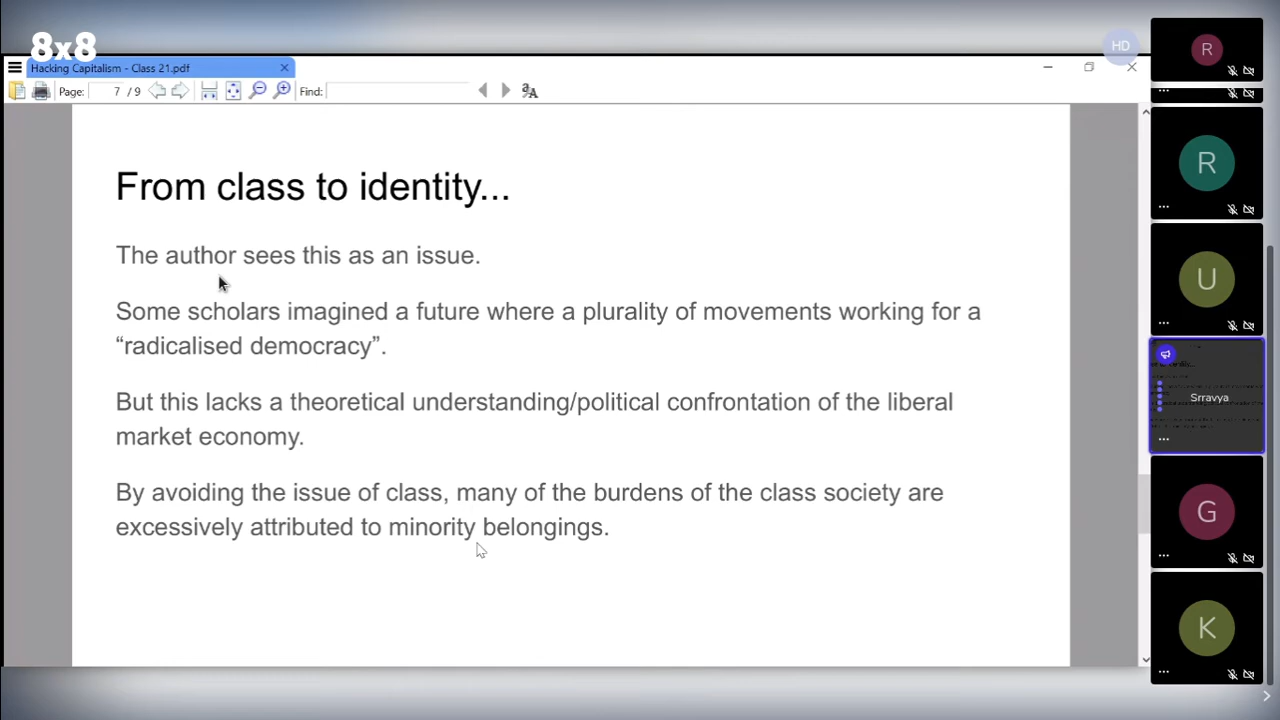 8x8
HD
Hacking Capitalism - Class 21.pdf
Page: 7 / 9 Find:
From class to identity...
The author sees this as an issue.
Some scholars imagined a future where a plurality of movements working for a
“radicalised democracy”.
But this lacks a theoretical understanding/political confrontation of the liberal
market economy.
By avoiding the issue of class, many of the burdens of the class society are
excessively attributed to minority belongings.
R
R
U
Srravya
G
K